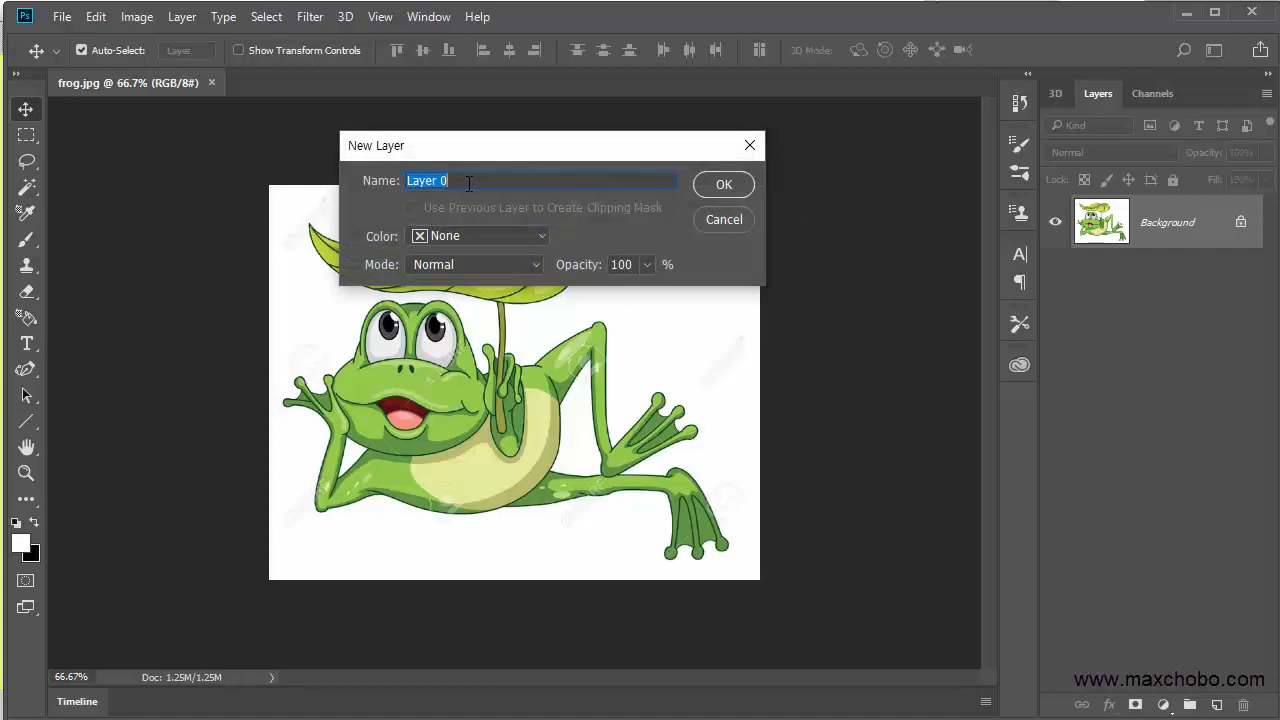 Ps File Edit Image Layer Type Select Filter 3D View Window Help
Auto-Select: Layer Show Transform Controls 3D Mode:
frog.jpg @ 66.7% (RGB/8#) ×
3D Layers Channels
Kind
Normal Opacity: 100%
Lock: Fill: 100%
Background
New Layer
Name: Layer 0 OK
Use Previous Layer to Create Clipping Mask
Cancel
Color: None
Mode: Normal Opacity: 100 %
66.67% Doc: 1.25M/1.25M
www.maxchobo.com
Timeline
fx